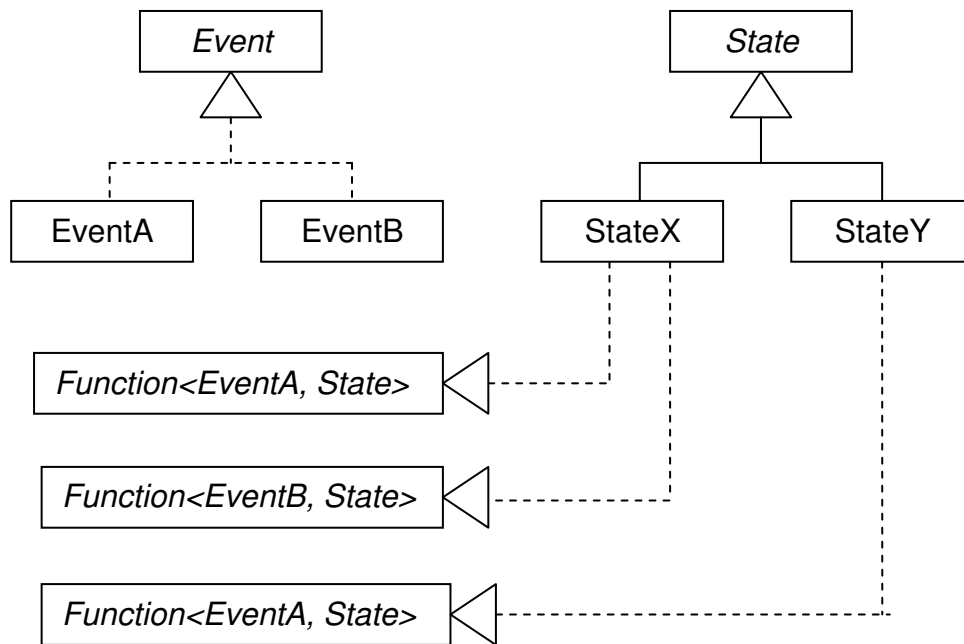 Event
State
EventA
EventB
StateX
StateY
Function<EventA, State>
Function<EventB, State>
Function<EventA, State>